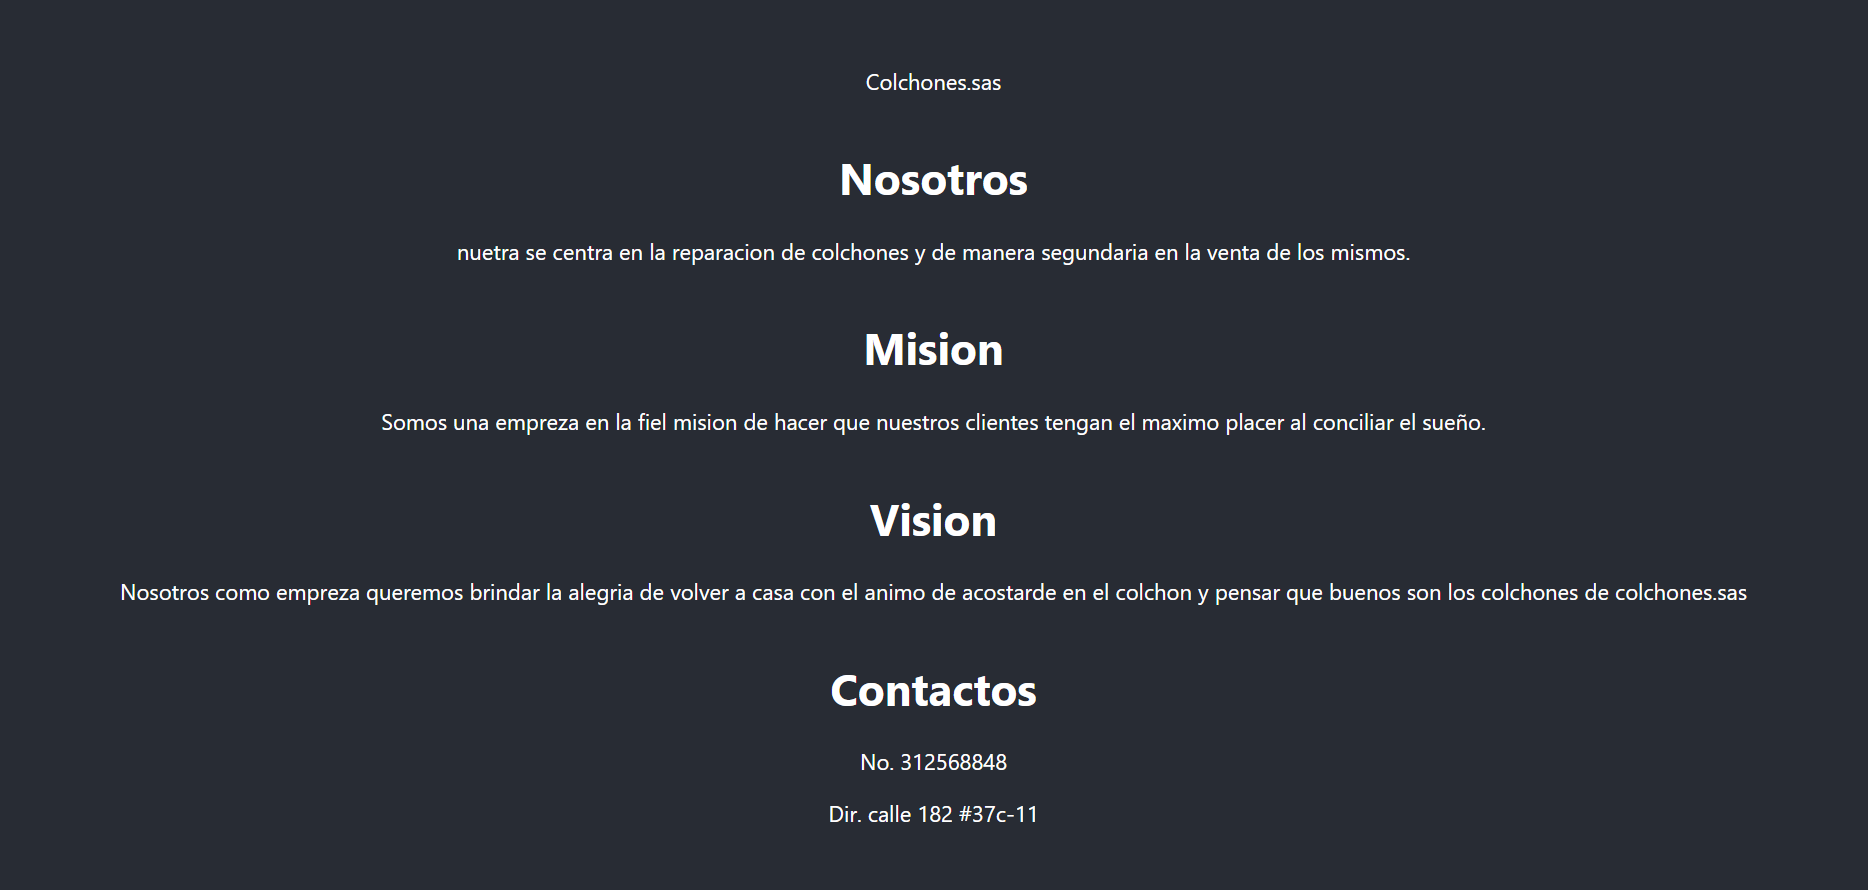 Colchones.sas
Nosotros
nuetra se centra en la reparacion de colchones y de manera segundaria en la venta de los mismos.
Mision
Somos una empreza en la fiel mision de hacer que nuestros clientes tengan el maximo placer al conciliar el sueño.
Vision
Nosotros como empreza queremos brindar la alegria de volver a casa con el animo de acostarde en el colchon y pensar que buenos son los colchones de colchones.sas
Contactos
No. 312568848
Dir. calle 182 #37c-11